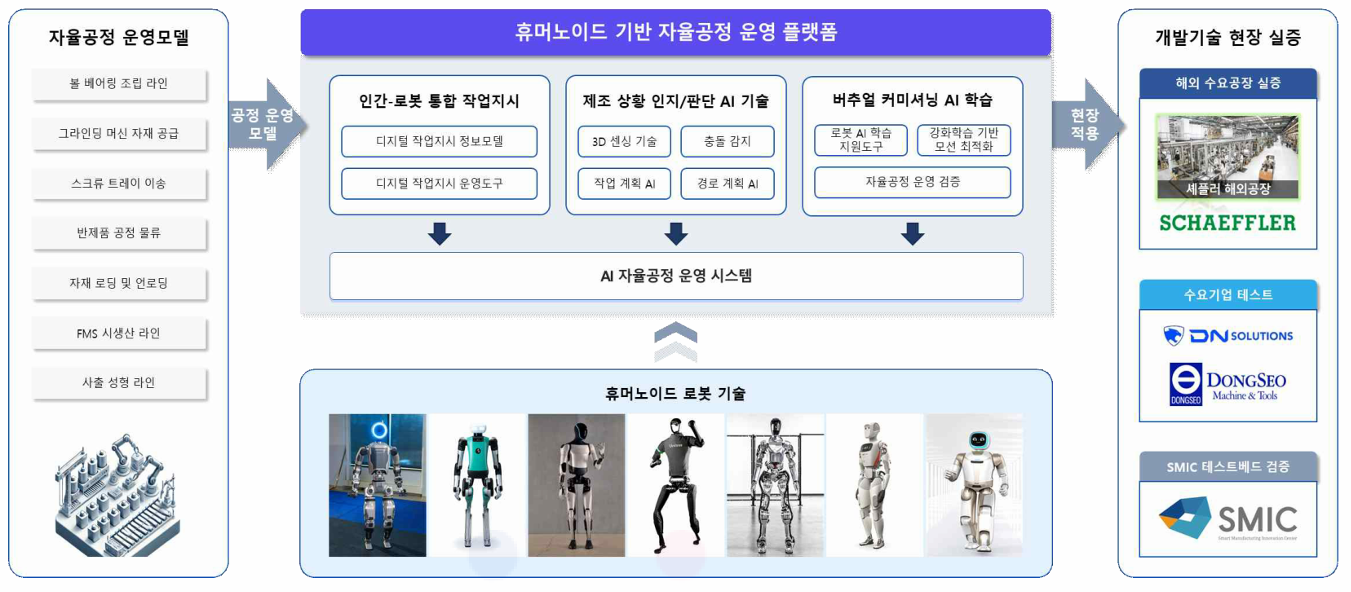 자율공정 운영모델
볼 베어링 조립 라인
그라인딩 머신 자재 공급
스크류 트레이 이송
반제품 공정 물류
자재 로딩 및 언로딩
FMS 시생산 라인
사출 성형 라인
공정 운영
모델
휴머노이드 기반 자율공정 운영 플랫폼
인간-로봇 통합 작업지시
디지털 작업지시 정보모델
디지털 작업지시 운영도구
제조 상황 인지/판단 AI 기술
3D 센싱 기술
충돌 감지
작업 계획 AI
경로 계획 AI
버추얼 커미셔닝 AI 학습
로봇 AI 학습
지원도구
강화학습 기반
모션 최적화
자율공정 운영 검증
AI 자율공정 운영 시스템
휴머노이드 로봇 기술
현장
적용
개발기술 현장 실증
해외 수요공장 실증
셰플러 해외공장
SCHAEFFLER
수요기업 테스트
DN SOLUTIONS
DONGSEO
DONGSEO
Machine & Tools
SMIC 테스트베드 검증
SMIC
Smart Manufacturing Innovation Center